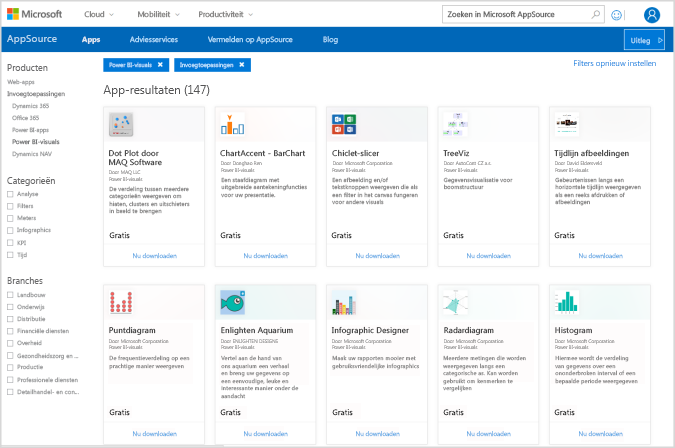 Microsoft
Cloud
Mobiliteit
Productiviteit
Zoeken in Microsoft AppSource
AppSource
Apps
Adviesservices
Vermelden op AppSource
Blog
Uitleg
Producten
Web-apps
Invoegtoepassingen
Dynamics 365
Office 365
Power BI-apps
Power BI-visuals
Dynamics NAV
Categorieën
Analyse
Filters
Meters
Infographics
KPI
Tijd
Branches
Landbouw
Onderwijs
Distributie
Financiële diensten
Overheid
Gezondheidszorg en ...
Productie
Professionele diensten
Detailhandel- en con...
Power BI-visuals ×
Invoegtoepassingen ×
Filters opnieuw instellen
App-resultaten (147)
Dot Plot door
MAQ Software
Door MAQ LLC
Power BI-visuals
De verdeling tussen meerdere
categorieën weergeven om
hiaten, clusters en uitschieters
in beeld te brengen
Gratis
Nu downloaden
ChartAccent - BarChart
Door Donghao Ren
Power BI-visuals
Een staafdiagram met
uitgebreide aantekeningfuncties
voor uw presentatie.
Gratis
Nu downloaden
Chiclet-slicer
Door Microsoft Corporation
Power BI-visuals
Een afbeelding en/of
tekstknoppen weergeven die als
een filter in het canvas fungeren
voor andere visuals
Gratis
Nu downloaden
TreeViz
Door AutoCont CZ a.s
Power BI-visuals
Gegevensvisualisatie voor
boomstructuur
Gratis
Nu downloaden
Tijdlijn afbeeldingen
Door David Eldersveld
Power BI-visuals
Gebeurtenissen langs een
horizontale tijdlijn weergegeven
als een reeks afdrukken of
afbeeldingen
Gratis
Nu downloaden
Puntdiagram
Door Microsoft Corporation
Power BI-visuals
De frequentieverdeling op een
prachtige manier weergeven
Gratis
Nu downloaden
Enlighten Aquarium
Door ENLIGHTEN DESIGNS
Power BI-visuals
Vertel aan de hand van
ons aquarium een verhaal
en breng uw gegevens op
een eenvoudige, leuke en
interessante manier onder de
aandacht
Gratis
Nu downloaden
Infographic Designer
Door Microsoft Corporation
Power BI-visuals
Maak uw rapporten mooier met
gebruiksvriendelijke infographics
Gratis
Nu downloaden
Radardiagram
Door Microsoft Corporation
Power BI-visuals
Meerdere metingen die worden
weergegeven langs een
categorische as. Kan worden
gebruikt om kenmerken te
vergelijken
Gratis
Nu downloaden
Histogram
Door Microsoft Corporation
Power BI-visuals
Hiermee wordt de verdeling
van gegevens over een
ononderbroken interval of een
bepaalde periode weergegeven
Gratis
Nu downloaden